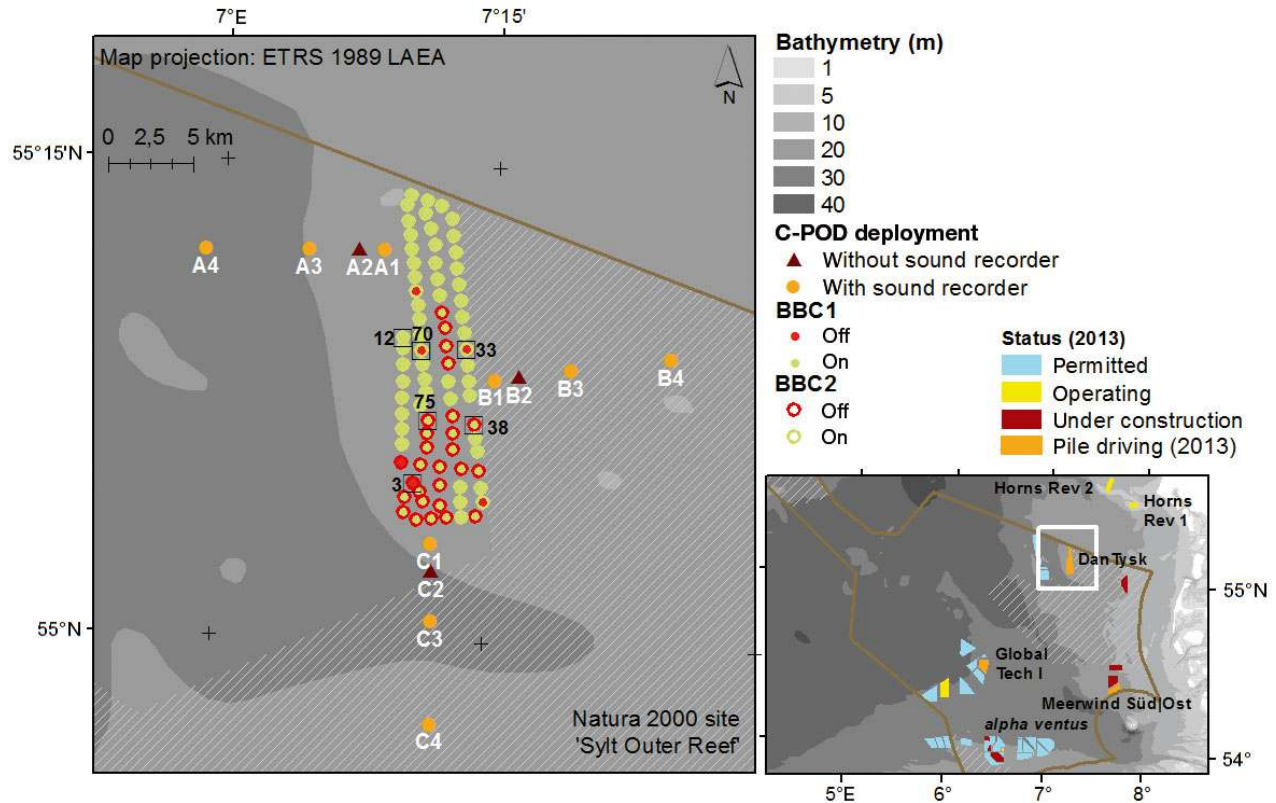 7°E
7°15'
Map projection: ETRS 1989 LAEA
N
0 2,5 5 km
55°15'N
A4
A3
A2
A1
12
70
33
B1
B2
B3
B4
75
38
3
C1
C2
C3
C4
55°N
Natura 2000 site
'Sylt Outer Reef'
Bathymetry (m)
1
5
10
20
30
40
C-POD deployment
Without sound recorder
With sound recorder
BBC1
Off
On
BBC2
Off
On
Status (2013)
Permitted
Operating
Under construction
Pile driving (2013)
Horns Rev 2
Horns
Rev 1
DanTysk
Global
Tech I
Meerwind Süd|Ost
alpha ventus
55°
54°
5°E
6°
7°
8°